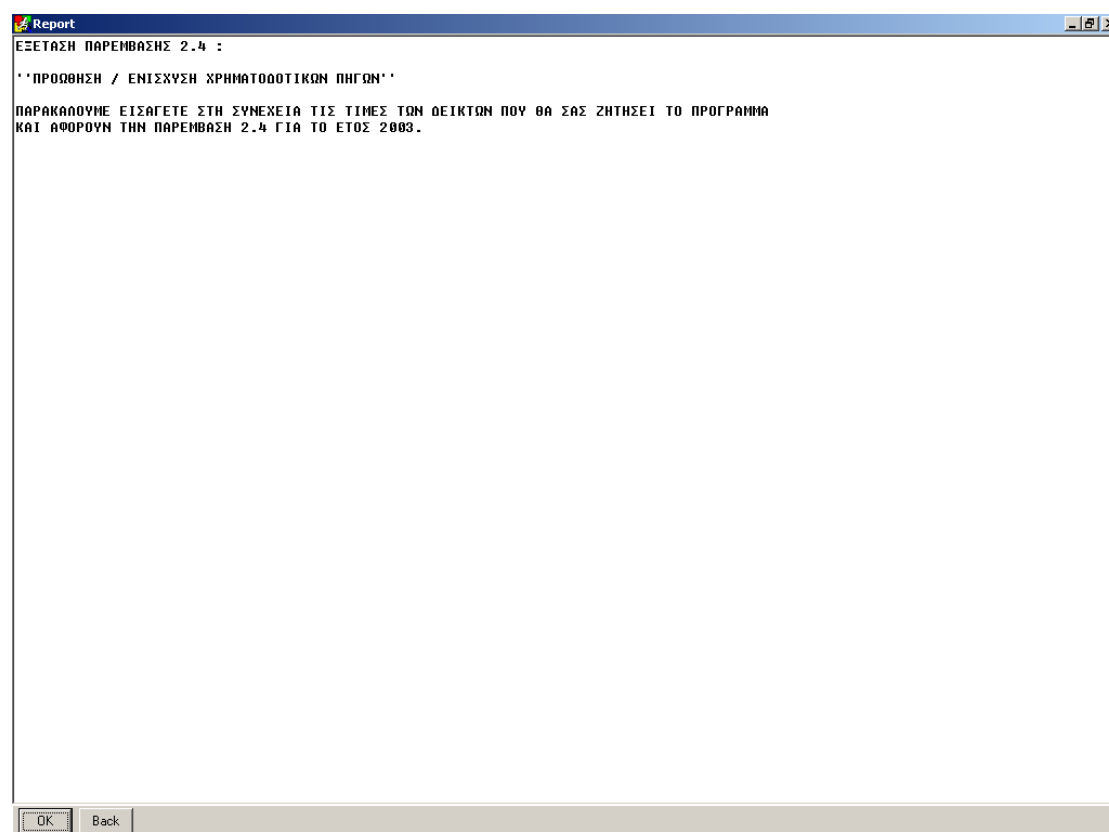 Report
ΕΞΕΤΑΣΗ ΠΑΡΕΜΒΑΣΗΣ 2.4 :
''ΠΡΟΩΘΗΣΗ / ΕΝΙΣΧΥΣΗ ΧΡΗΜΑΤΟΔΟΤΙΚΩΝ ΠΗΓΩΝ''
ΠΑΡΑΚΑΛΟΥΜΕ ΕΙΣΑΓΕΤΕ ΣΤΗ ΣΥΝΕΧΕΙΑ ΤΙΣ ΤΙΜΕΣ ΤΩΝ ΔΕΙΚΤΩΝ ΠΟΥ ΘΑ ΣΑΣ ΖΗΤΗΣΕΙ ΤΟ ΠΡΟΓΡΑΜΜΑ
ΚΑΙ ΑΦΟΡΟΥΝ ΤΗΝ ΠΑΡΕΜΒΑΣΗ 2.4 ΓΙΑ ΤΟ ΕΤΟΣ 2003.
OK Back